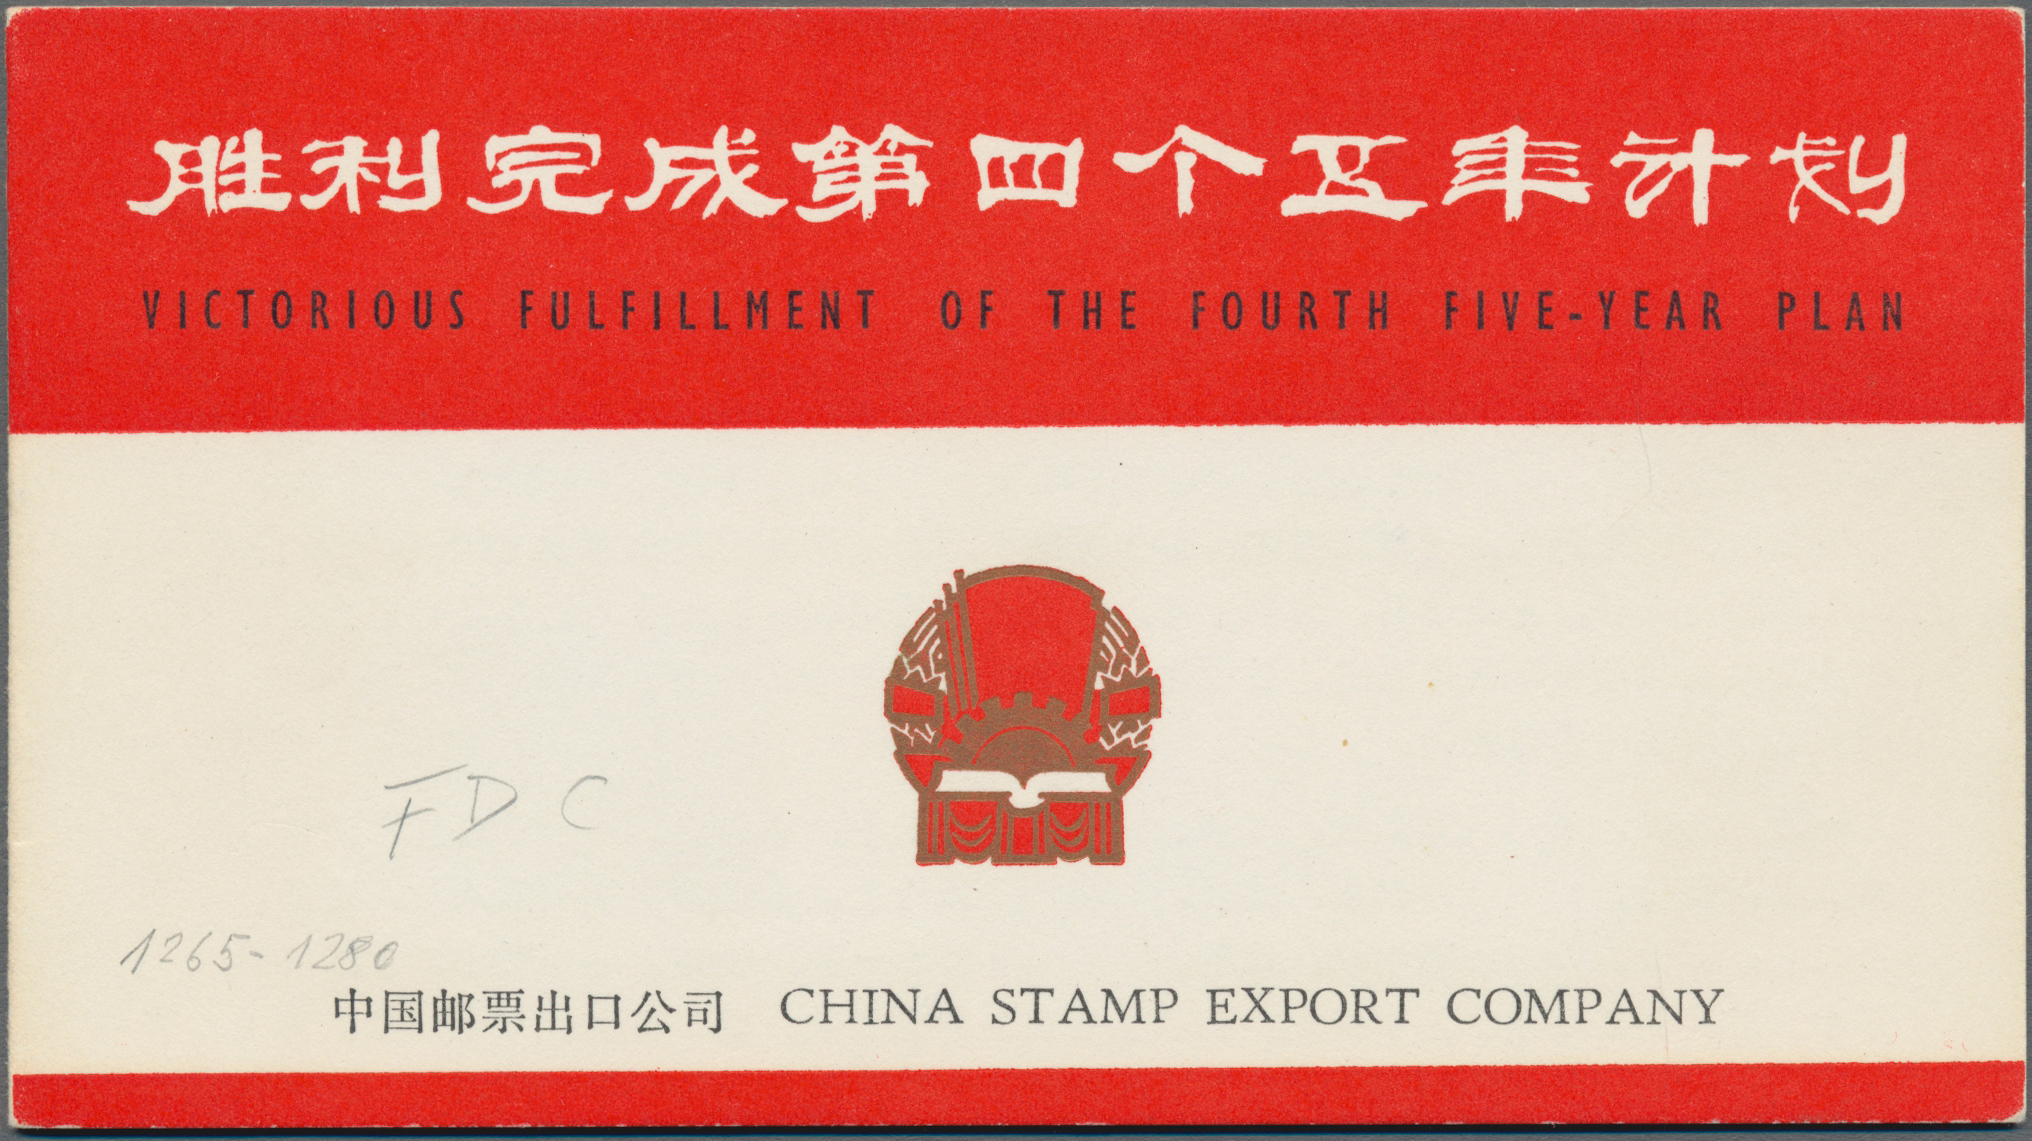 胜利完成第四个五年计划
VICTORIOUS FULFILLMENT OF THE FOURTH FIVE-YEAR PLAN
FDC
1265-1280
中国邮票出口公司 CHINA STAMP EXPORT COMPANY